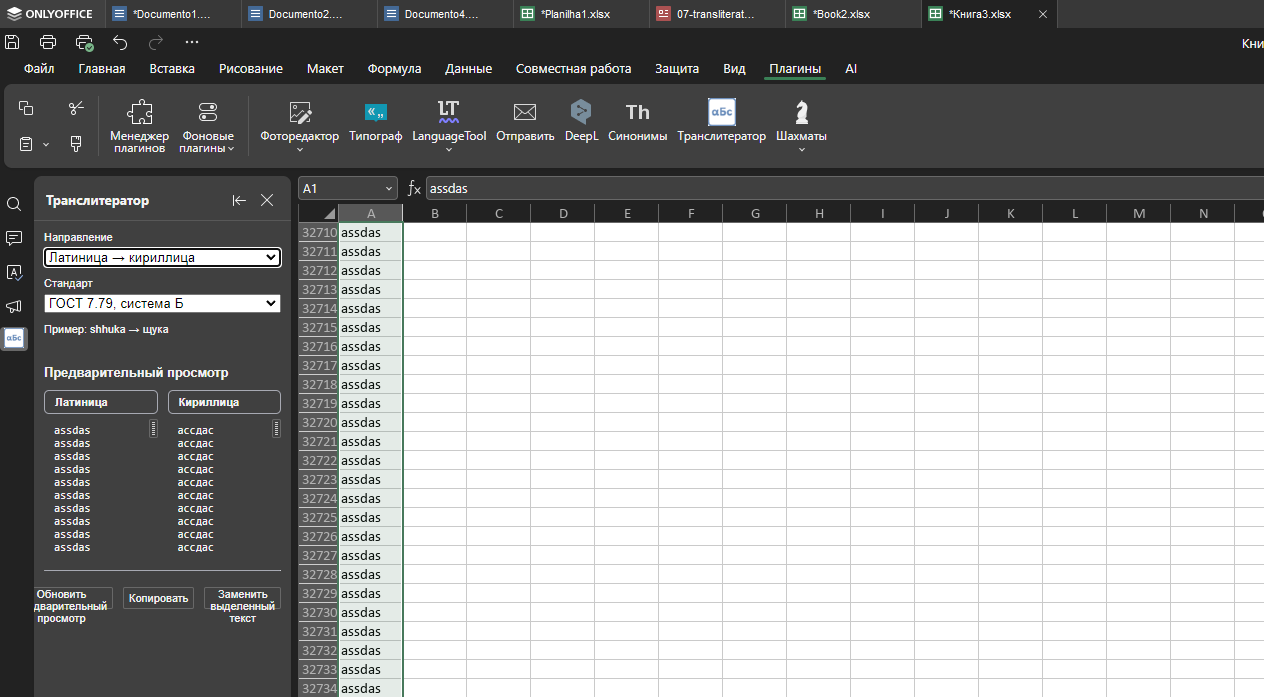 ONLYOFFICE
*Documento1....
Documento2....
Documento4....
*Planilha1.xlsx
07-transliterat...
*Book2.xlsx
*Книга3.xlsx
Кни
Файл
Главная
Вставка
Рисование
Макет
Формула
Данные
Совместная работа
Защита
Вид
Плагины
AI
Менеджер
плагинов
Фоновые
плагины
Фоторедактор
«„
Типограф
LT
LanguageTool
Отправить
DeepL
Th
Синонимы
аБс
Транслитератор
Шахматы
A1
fx
assdas
Транслитератор
Направление
Латиница → кириллица
Стандарт
ГОСТ 7.79, система Б
Пример: shhuka → щука
аБс
Предварительный просмотр
Латиница Кириллица
assdas ассдас
assdas ассдас
assdas ассдас
assdas ассдас
assdas ассдас
assdas ассдас
assdas ассдас
assdas ассдас
assdas ассдас
assdas ассдас
Обновить
дварительный
просмотр
Копировать
Заменить
выделенный
текст
A B C D E F G H I J K L M N
32710 assdas
32711 assdas
32712 assdas
32713 assdas
32714 assdas
32715 assdas
32716 assdas
32717 assdas
32718 assdas
32719 assdas
32720 assdas
32721 assdas
32722 assdas
32723 assdas
32724 assdas
32725 assdas
32726 assdas
32727 assdas
32728 assdas
32729 assdas
32730 assdas
32731 assdas
32732 assdas
32733 assdas
32734 assdas